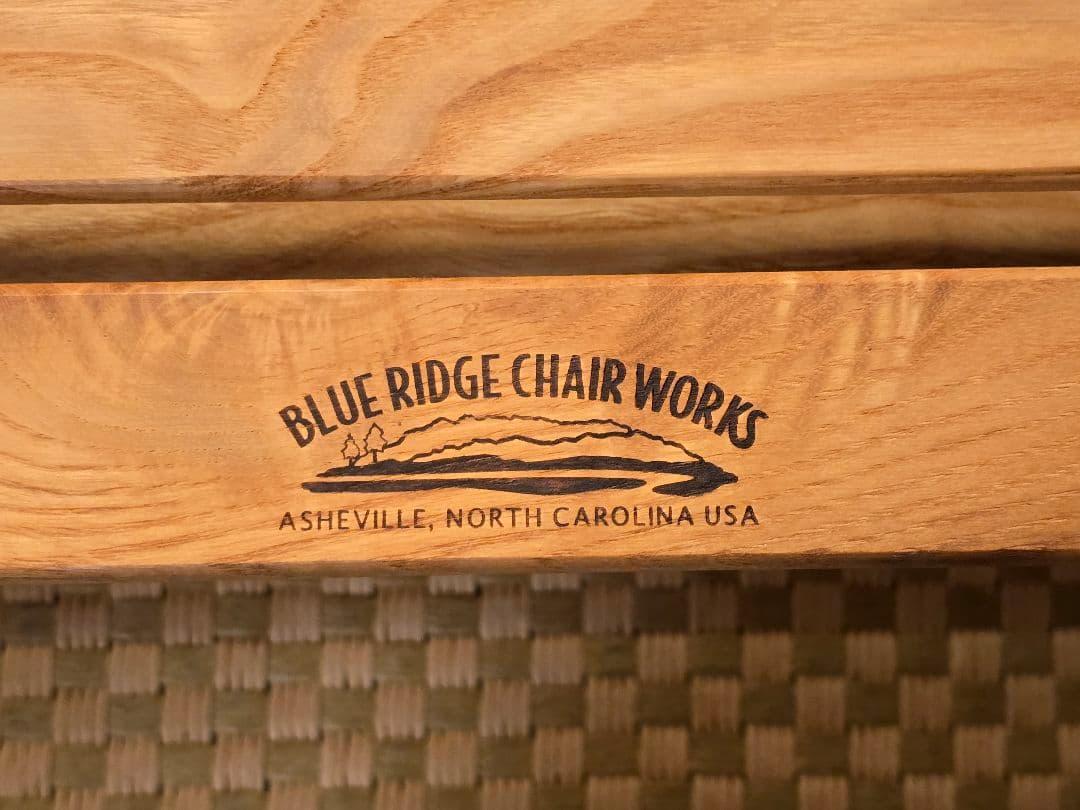 BLUE RIDGE CHAIR WORKS
ASHEVILLE, NORTH CAROLINA USA